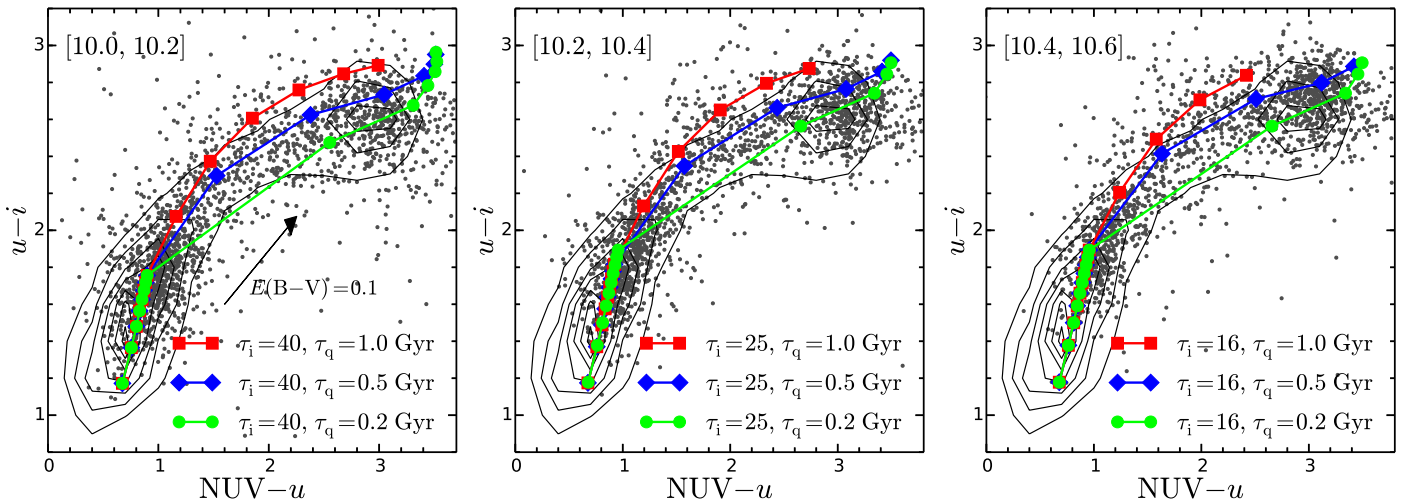 [10.0, 10.2]
u−i
3
2
1
E(B−V)=0.1
τi=40, τq=1.0 Gyr
τi=40, τq=0.5 Gyr
τi=40, τq=0.2 Gyr
0 1 2 3
NUV−u
[10.2, 10.4]
u−i
3
2
1
τi=25, τq=1.0 Gyr
τi=25, τq=0.5 Gyr
τi=25, τq=0.2 Gyr
0 1 2 3
NUV−u
[10.4, 10.6]
u−i
3
2
1
τi=16, τq=1.0 Gyr
τi=16, τq=0.5 Gyr
τi=16, τq=0.2 Gyr
0 1 2 3
NUV−u